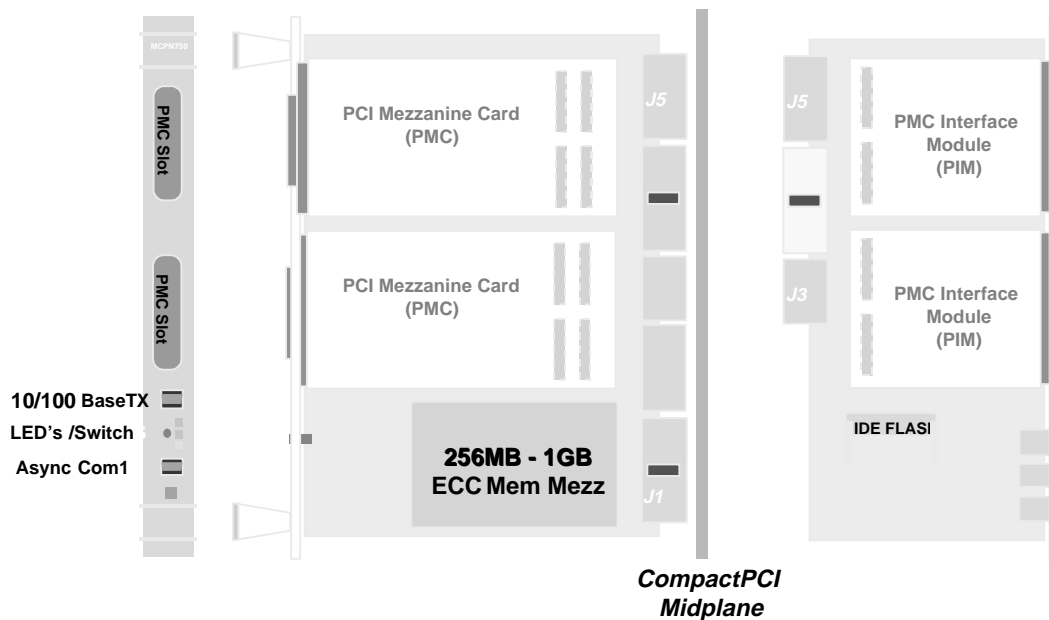 MCPN750
PMC Slot
PMC Slot
10/100 BaseTX
LED's /Switch
Async Com1
PCI Mezzanine Card
(PMC)
PCI Mezzanine Card
(PMC)
256MB - 1GB
ECC Mem Mezz
J5
J1
CompactPCI
Midplane
J5
J3
PMC Interface
Module
(PIM)
PMC Interface
Module
(PIM)
IDE FLASH